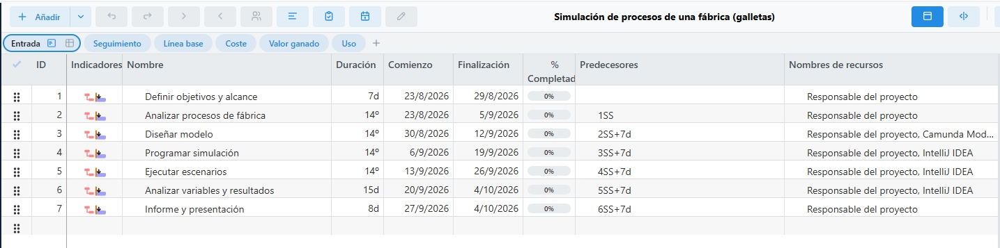 Añadir Simulación de procesos de una fábrica (galletas)
Entrada Seguimiento Línea base Coste Valor ganado Uso
ID Indicadores Nombre Duración Comienzo Finalización % Completad Predecesores Nombres de recursos
1 Definir objetivos y alcance 7d 23/8/2026 29/8/2026 0% Responsable del proyecto
2 Analizar procesos de fábrica 14º 23/8/2026 5/9/2026 0% 1SS Responsable del proyecto
3 Diseñar modelo 14º 30/8/2026 12/9/2026 0% 2SS+7d Responsable del proyecto, Camunda Mod...
4 Programar simulación 14º 6/9/2026 19/9/2026 0% 3SS+7d Responsable del proyecto, IntelliJ IDEA
5 Ejecutar escenarios 14º 13/9/2026 26/9/2026 0% 4SS+7d Responsable del proyecto, IntelliJ IDEA
6 Analizar variables y resultados 15d 20/9/2026 4/10/2026 0% 5SS+7d Responsable del proyecto, IntelliJ IDEA
7 Informe y presentación 8d 27/9/2026 4/10/2026 0% 6SS+7d Responsable del proyecto